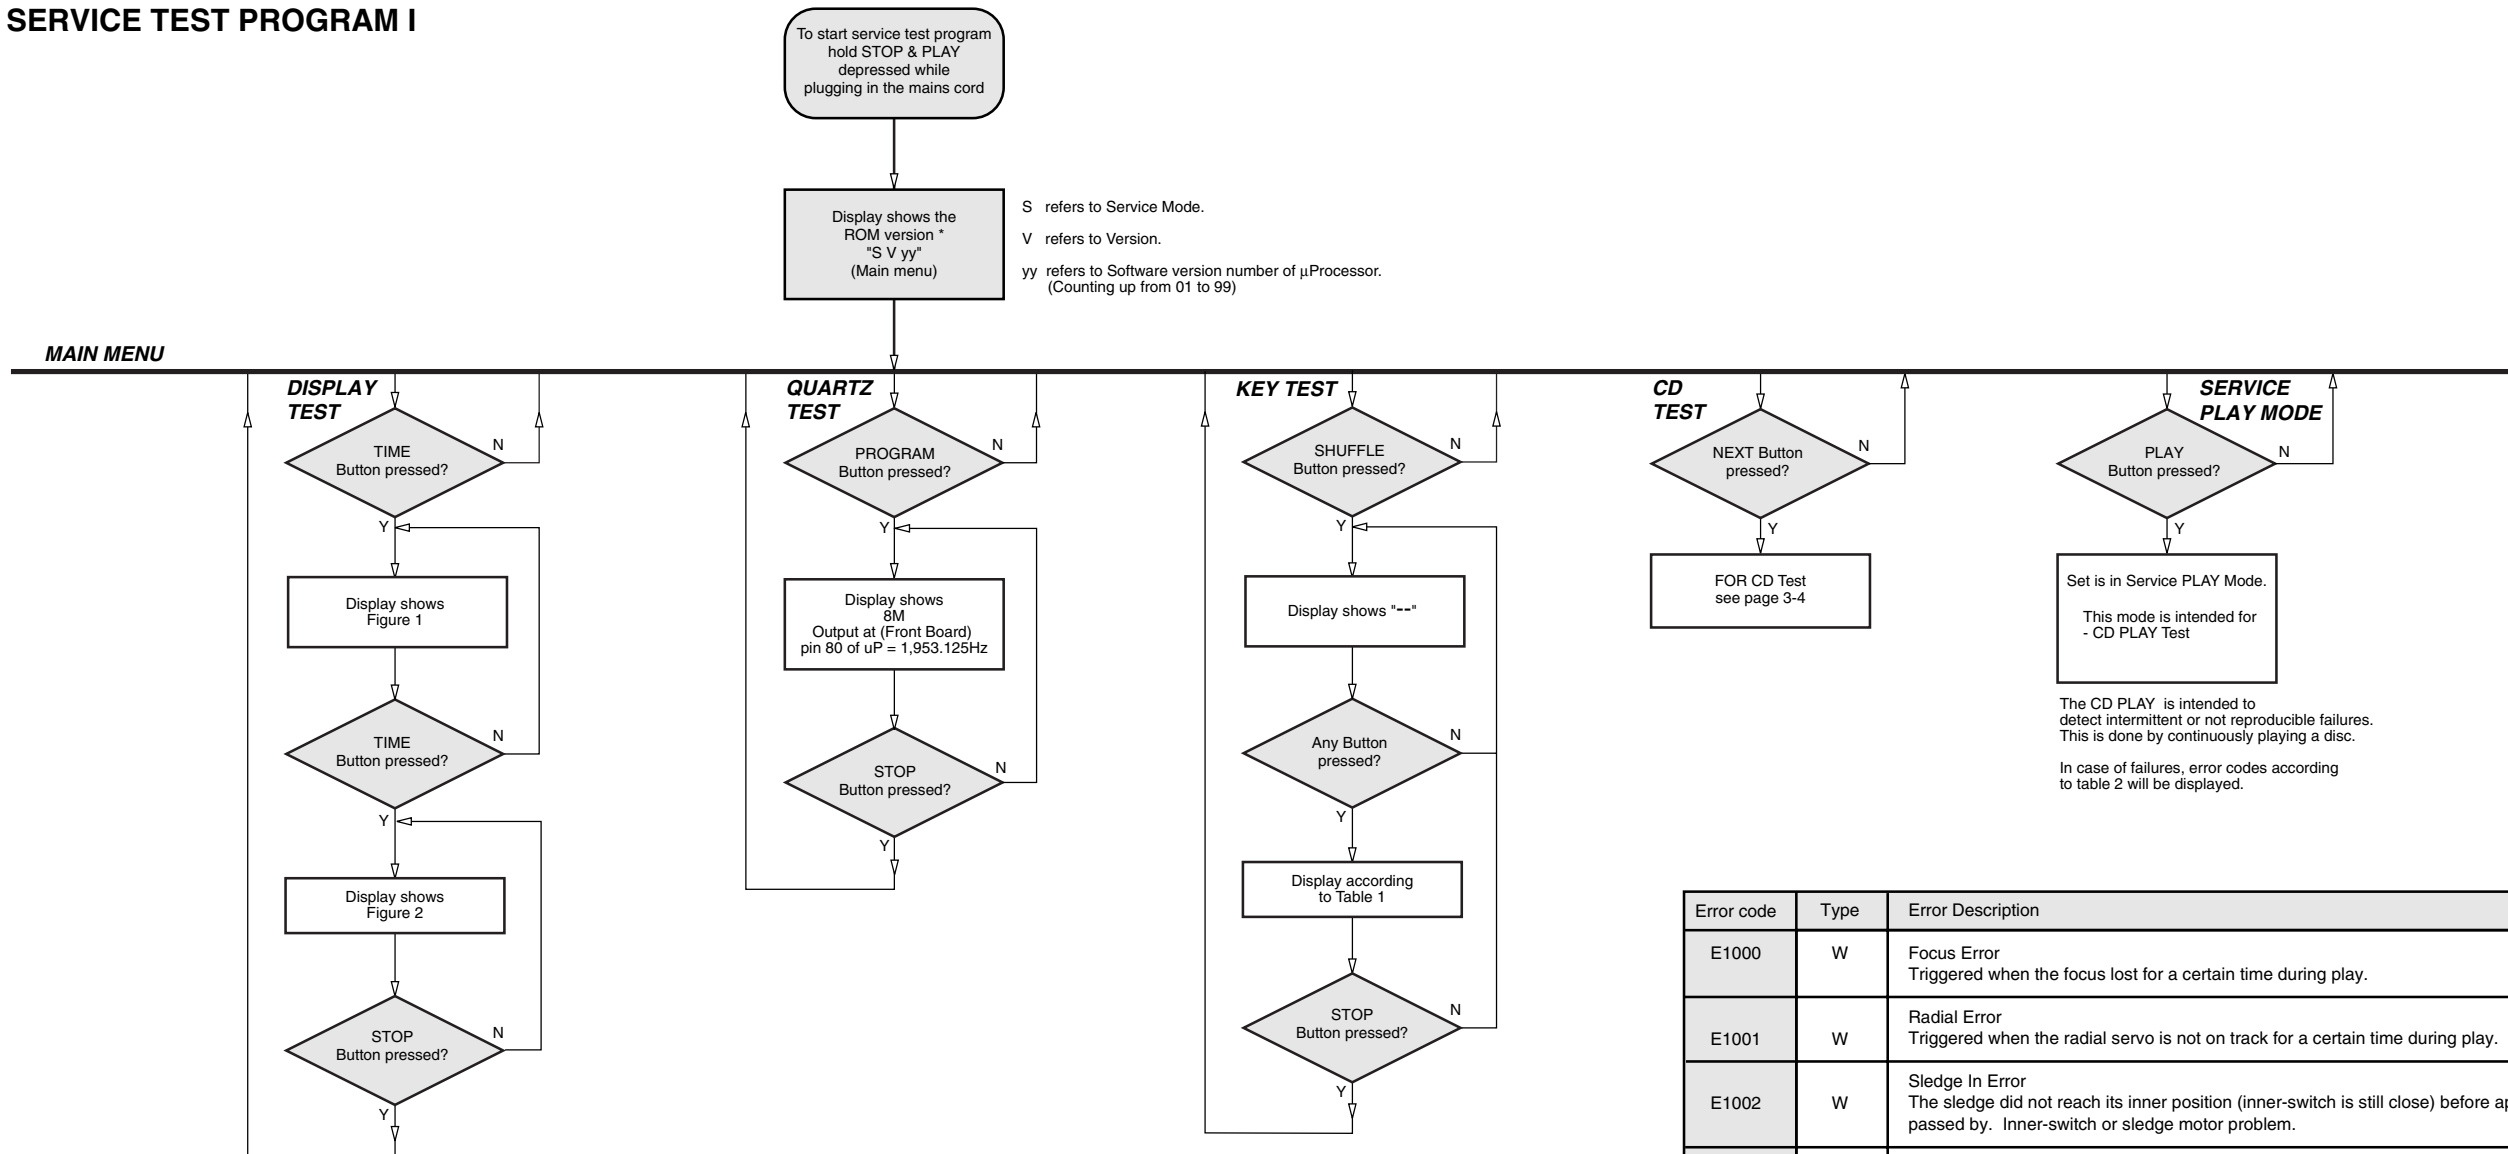 SERVICE TEST PROGRAM I
To start service test program
hold STOP & PLAY
depressed while
plugging in the mains cord
Display shows the
ROM version *
"S V yy"
(Main menu)
S refers to Service Mode.
V refers to Version.
yy refers to Software version number of µProcessor.
(Counting up from 01 to 99)
MAIN MENU
DISPLAY
TEST
TIME
Button pressed?
N
Y
Display shows
Figure 1
TIME
Button pressed?
N
Y
Display shows
Figure 2
STOP
Button pressed?
N
Y
QUARTZ
TEST
PROGRAM
Button pressed?
N
Y
Display shows
8M
Output at (Front Board)
pin 80 of uP = 1,953.125Hz
STOP
Button pressed?
N
Y
KEY TEST
SHUFFLE
Button pressed?
N
Y
Display shows "--"
Any Button
pressed?
N
Y
Display according
to Table 1
STOP
Button pressed?
N
Y
CD
TEST
NEXT Button
pressed?
N
Y
FOR CD Test
see page 3-4
SERVICE
PLAY MODE
PLAY
Button pressed?
N
Y
Set is in Service PLAY Mode.
This mode is intended for
- CD PLAY Test
The CD PLAY is intended to
detect intermittent or not reproducible failures.
This is done by continuously playing a disc.
In case of failures, error codes according
to table 2 will be displayed.
Error code Type Error Description
E1000 W Focus Error
Triggered when the focus lost for a certain time during play.
Radial Error
E1001 W Triggered when the radial servo is not on track for a certain time during play.
Sledge In Error
E1002 W The sledge did not reach its inner position (inner-switch is still close) before
passed by. Inner-switch or sledge motor problem.